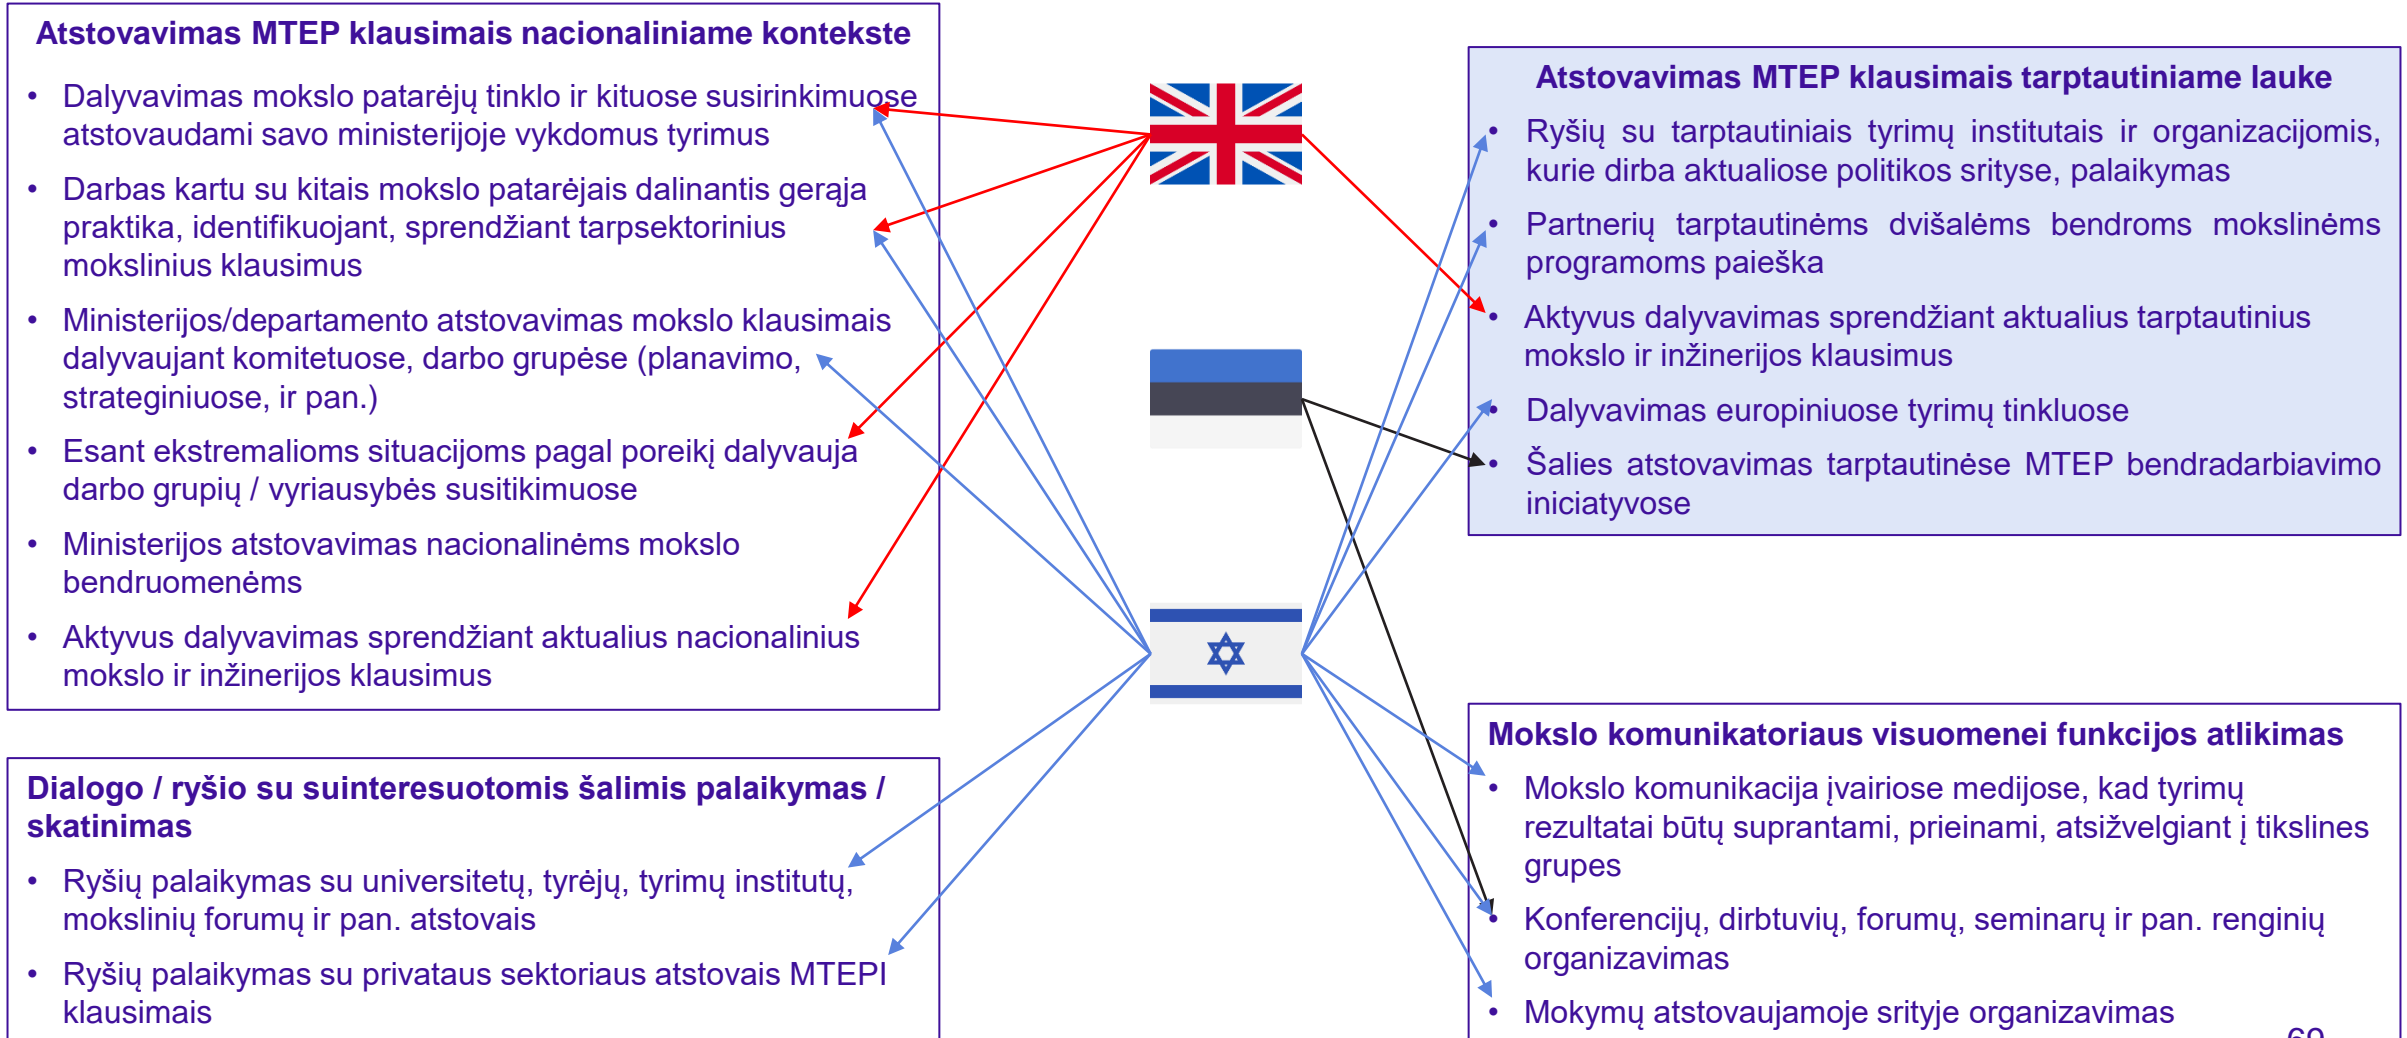 Atstovavimas MTEP klausimais nacionaliniame kontekste
• Dalyvavimas mokslo patarėjų tinklo ir kituose susirinkimuose
atstovaudami savo ministerijoje vykdomus tyrimus
• Darbas kartu su kitais mokslo patarėjais dalinantis gerąja
praktika, identifikuojant, sprendžiant tarpsektorinius
mokslinius klausimus
• Ministerijos/departamento atstovavimas mokslo klausimais
dalyvaujant komitetuose, darbo grupėse (planavimo,
strateginiuose, ir pan.)
• Esant ekstremalioms situacijoms pagal poreikį dalyvauja
darbo grupių / vyriausybės susitikimuose
• Ministerijos atstovavimas nacionalinėms mokslo
bendruomenėms
• Aktyvus dalyvavimas sprendžiant aktualius nacionalinius
mokslo ir inžinerijos klausimus
Dialogo / ryšio su suinteresuotomis šalimis palaikymas /
skatinimas
• Ryšių palaikymas su universitetų, tyrėjų, tyrimų institutų,
mokslinių forumų ir pan. atstovais
• Ryšių palaikymas su privataus sektoriaus atstovais MTEPI
klausimais
Atstovavimas MTEP klausimais tarptautiniame lauke
• Ryšių su tarptautiniais tyrimų institutais ir organizacijomis,
kurie dirba aktualiose politikos srityse, palaikymas
• Partnerių tarptautinėms dvišalėms bendroms mokslinėms
programoms paieška
• Aktyvus dalyvavimas sprendžiant aktualius tarptautinius
mokslo ir inžinerijos klausimus
• Dalyvavimas europiniuose tyrimų tinkluose
• Šalies atstovavimas tarptautinėse MTEP bendradarbiavimo
iniciatyvose
Mokslo komunikatoriaus visuomenei funkcijos atlikimas
• Mokslo komunikacija įvairiose medijose, kad tyrimų
rezultatai būtų suprantami, prieinami, atsižvelgiant į tikslines
grupes
• Konferencijų, dirbtuvių, forumų, seminarų ir pan. renginių
organizavimas
• Mokymų atstovaujamoje srityje organizavimas